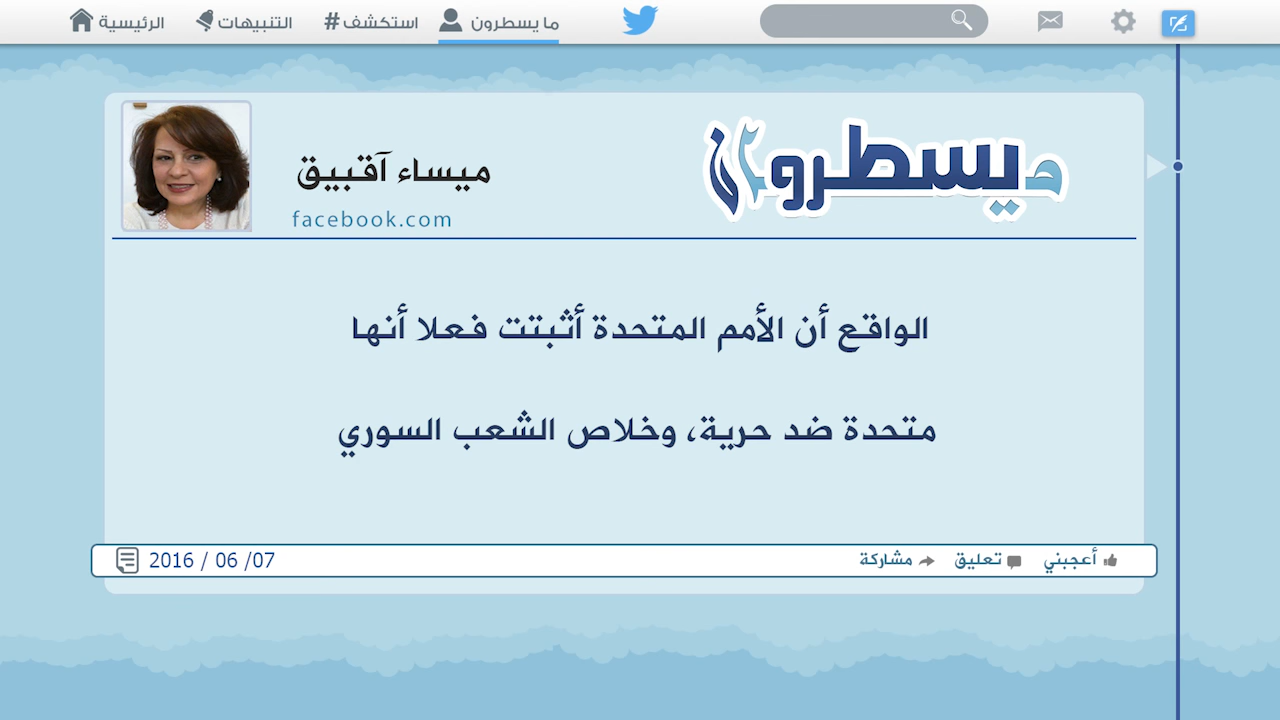 الرئيسية
التنبيهات
استكشف #
ما يسطرون
ما يسطرون
ميساء آقبيق
facebook.com
الواقع أن الأمم المتحدة أثبتت فعلا أنها
متحدة ضد حرية، وخلاص الشعب السوري
أعجبني تعليق مشاركة
2016 / 06 /07